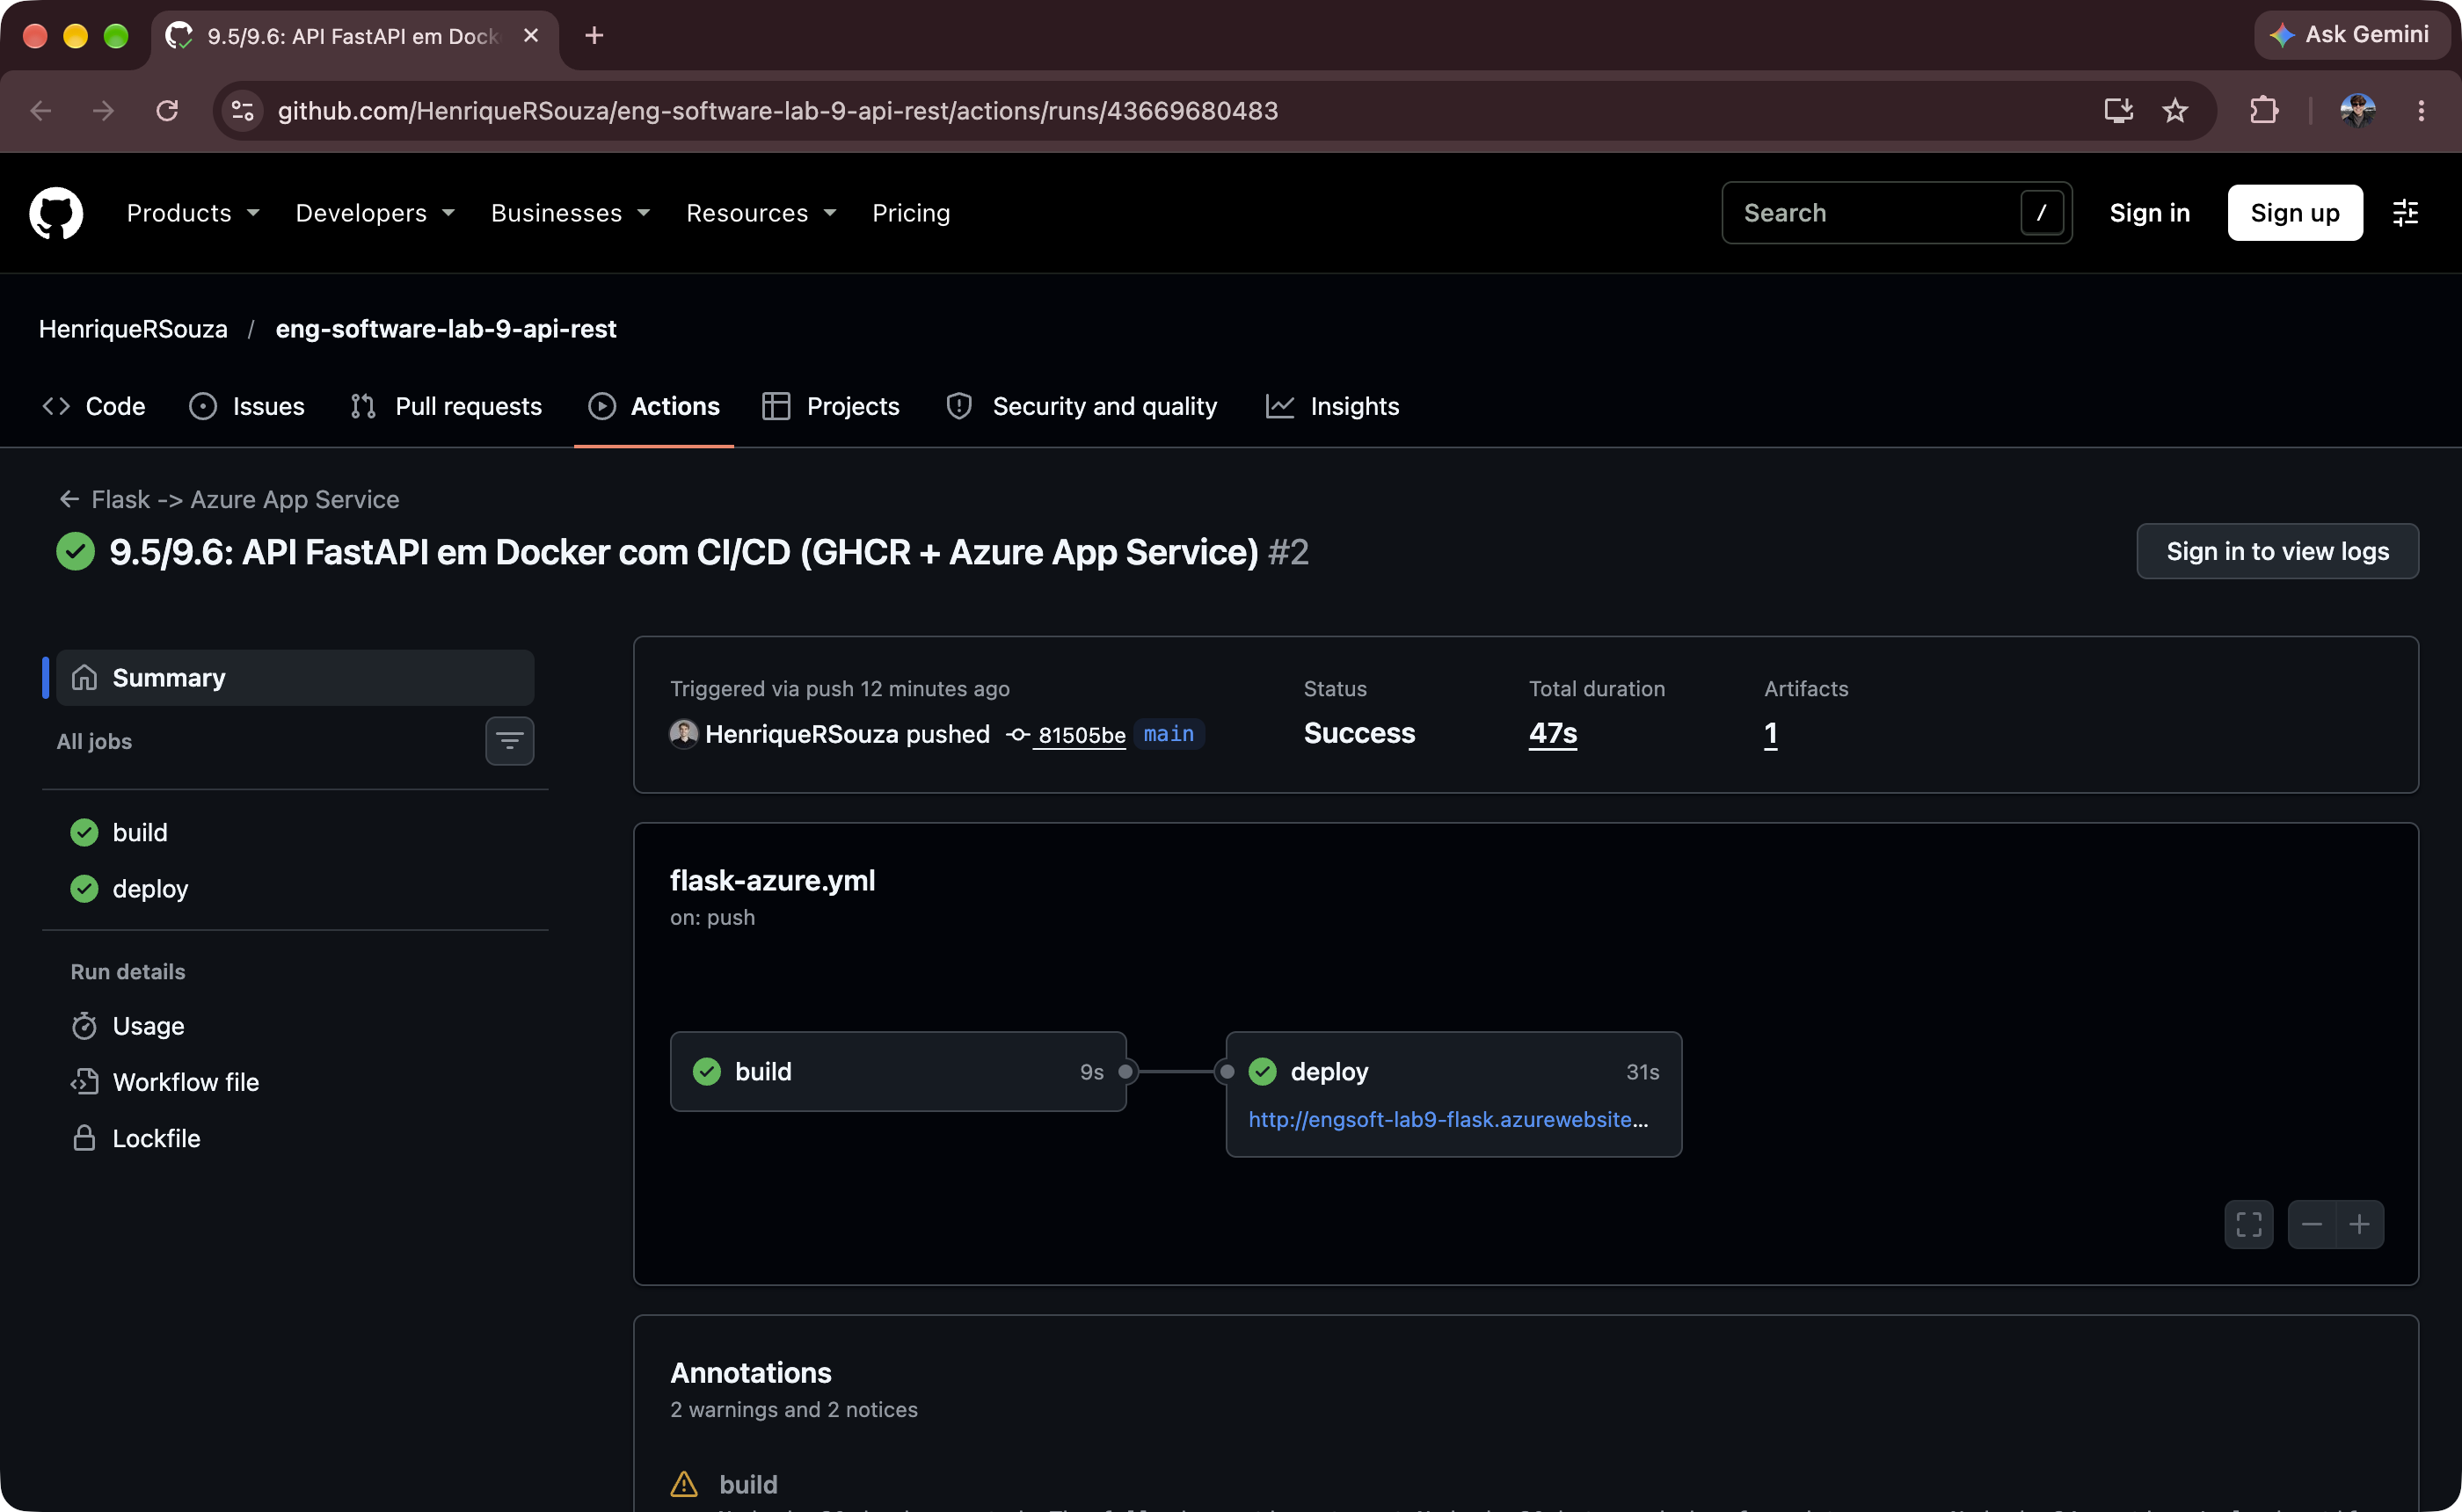 9.5/9.6: API FastAPI em Dock
Ask Gemini
github.com/HenriqueRSouza/eng-software-lab-9-api-rest/actions/runs/43669680483
Products Developers Businesses Resources Pricing Search / Sign in Sign up
HenriqueRSouza / eng-software-lab-9-api-rest
Code Issues Pull requests Actions Projects Security and quality Insights
← Flask -> Azure App Service
9.5/9.6: API FastAPI em Docker com CI/CD (GHCR + Azure App Service) #2
Sign in to view logs
Summary
All jobs
build
deploy
Run details
Usage
Workflow file
Lockfile
Triggered via push 12 minutes ago
HenriqueRSouza pushed 81505be main
Status
Success
Total duration
47s
Artifacts
1
flask-azure.yml
on: push
build 9s
deploy 31s
http://engsoft-lab9-flask.azurewebsite...
Annotations
2 warnings and 2 notices
build